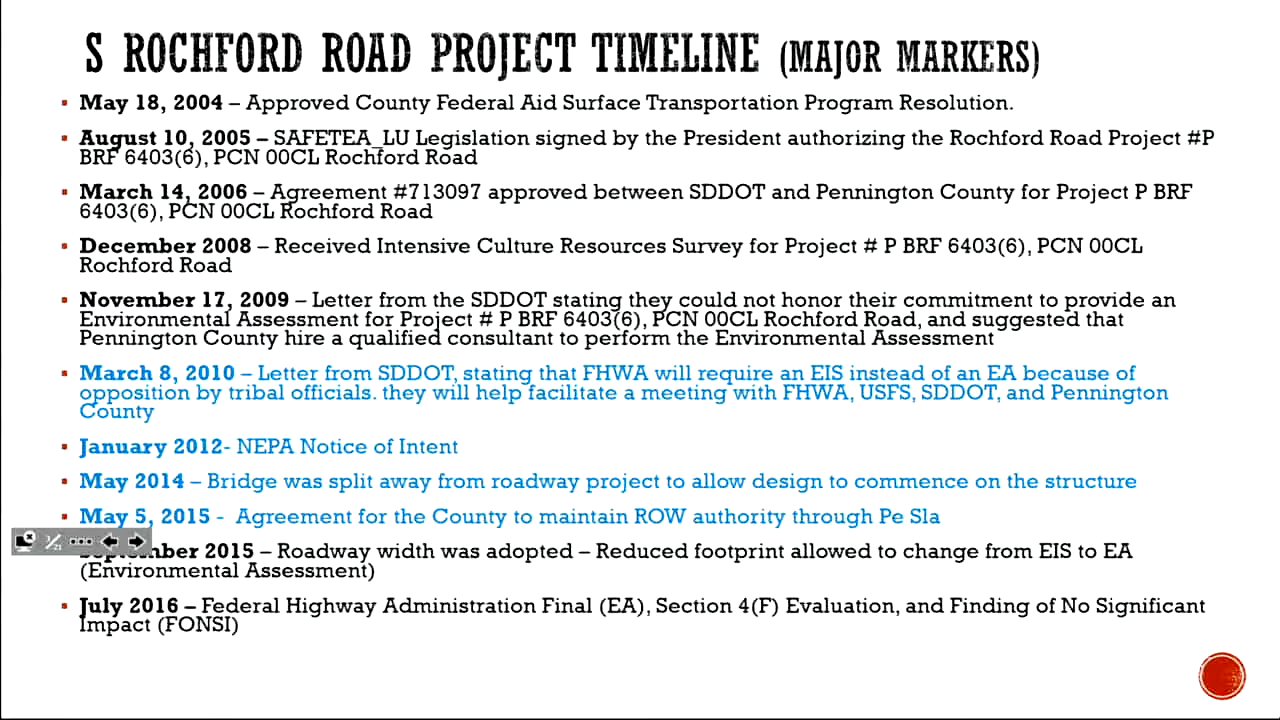 S ROCHFORD ROAD PROJECT TIMELINE (MAJOR MARKERS)
▪ May 18, 2004 – Approved County Federal Aid Surface Transportation Program Resolution.
▪ August 10, 2005 – SAFETEA_LU Legislation signed by the President authorizing the Rochford Road Project #P
BRF 6403(6), PCN 00CL Rochford Road
▪ March 14, 2006 – Agreement #713097 approved between SDDOT and Pennington County for Project P BRF
6403(6), PCN 00CL Rochford Road
▪ December 2008 – Received Intensive Culture Resources Survey for Project # P BRF 6403(6), PCN 00CL
Rochford Road
▪ November 17, 2009 – Letter from the SDDOT stating they could not honor their commitment to provide an
Environmental Assessment for Project # P BRF 6403(6), PCN 00CL Rochford Road, and suggested that
Pennington County hire a qualified consultant to perform the Environmental Assessment
▪ March 8, 2010 – Letter from SDDOT, stating that FHWA will require an EIS instead of an EA because of
opposition by tribal officials. they will help facilitate a meeting with FHWA, USFS, SDDOT, and Pennington
County
▪ January 2012- NEPA Notice of Intent
▪ May 2014 – Bridge was split away from roadway project to allow design to commence on the structure
▪ May 5, 2015 - Agreement for the County to maintain ROW authority through Pe Sla
September 2015 – Roadway width was adopted – Reduced footprint allowed to change from EIS to EA
(Environmental Assessment)
▪ July 2016 – Federal Highway Administration Final (EA), Section 4(F) Evaluation, and Finding of No Significant
Impact (FONSI)